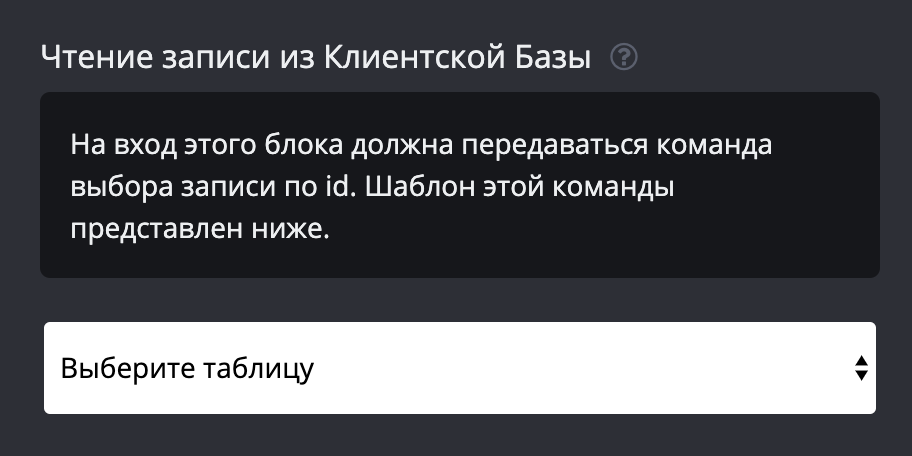 Чтение записи из Клиентской Базы ?
На вход этого блока должна передаваться команда
выбора записи по id. Шаблон этой команды
представлен ниже.
Выберите таблицу